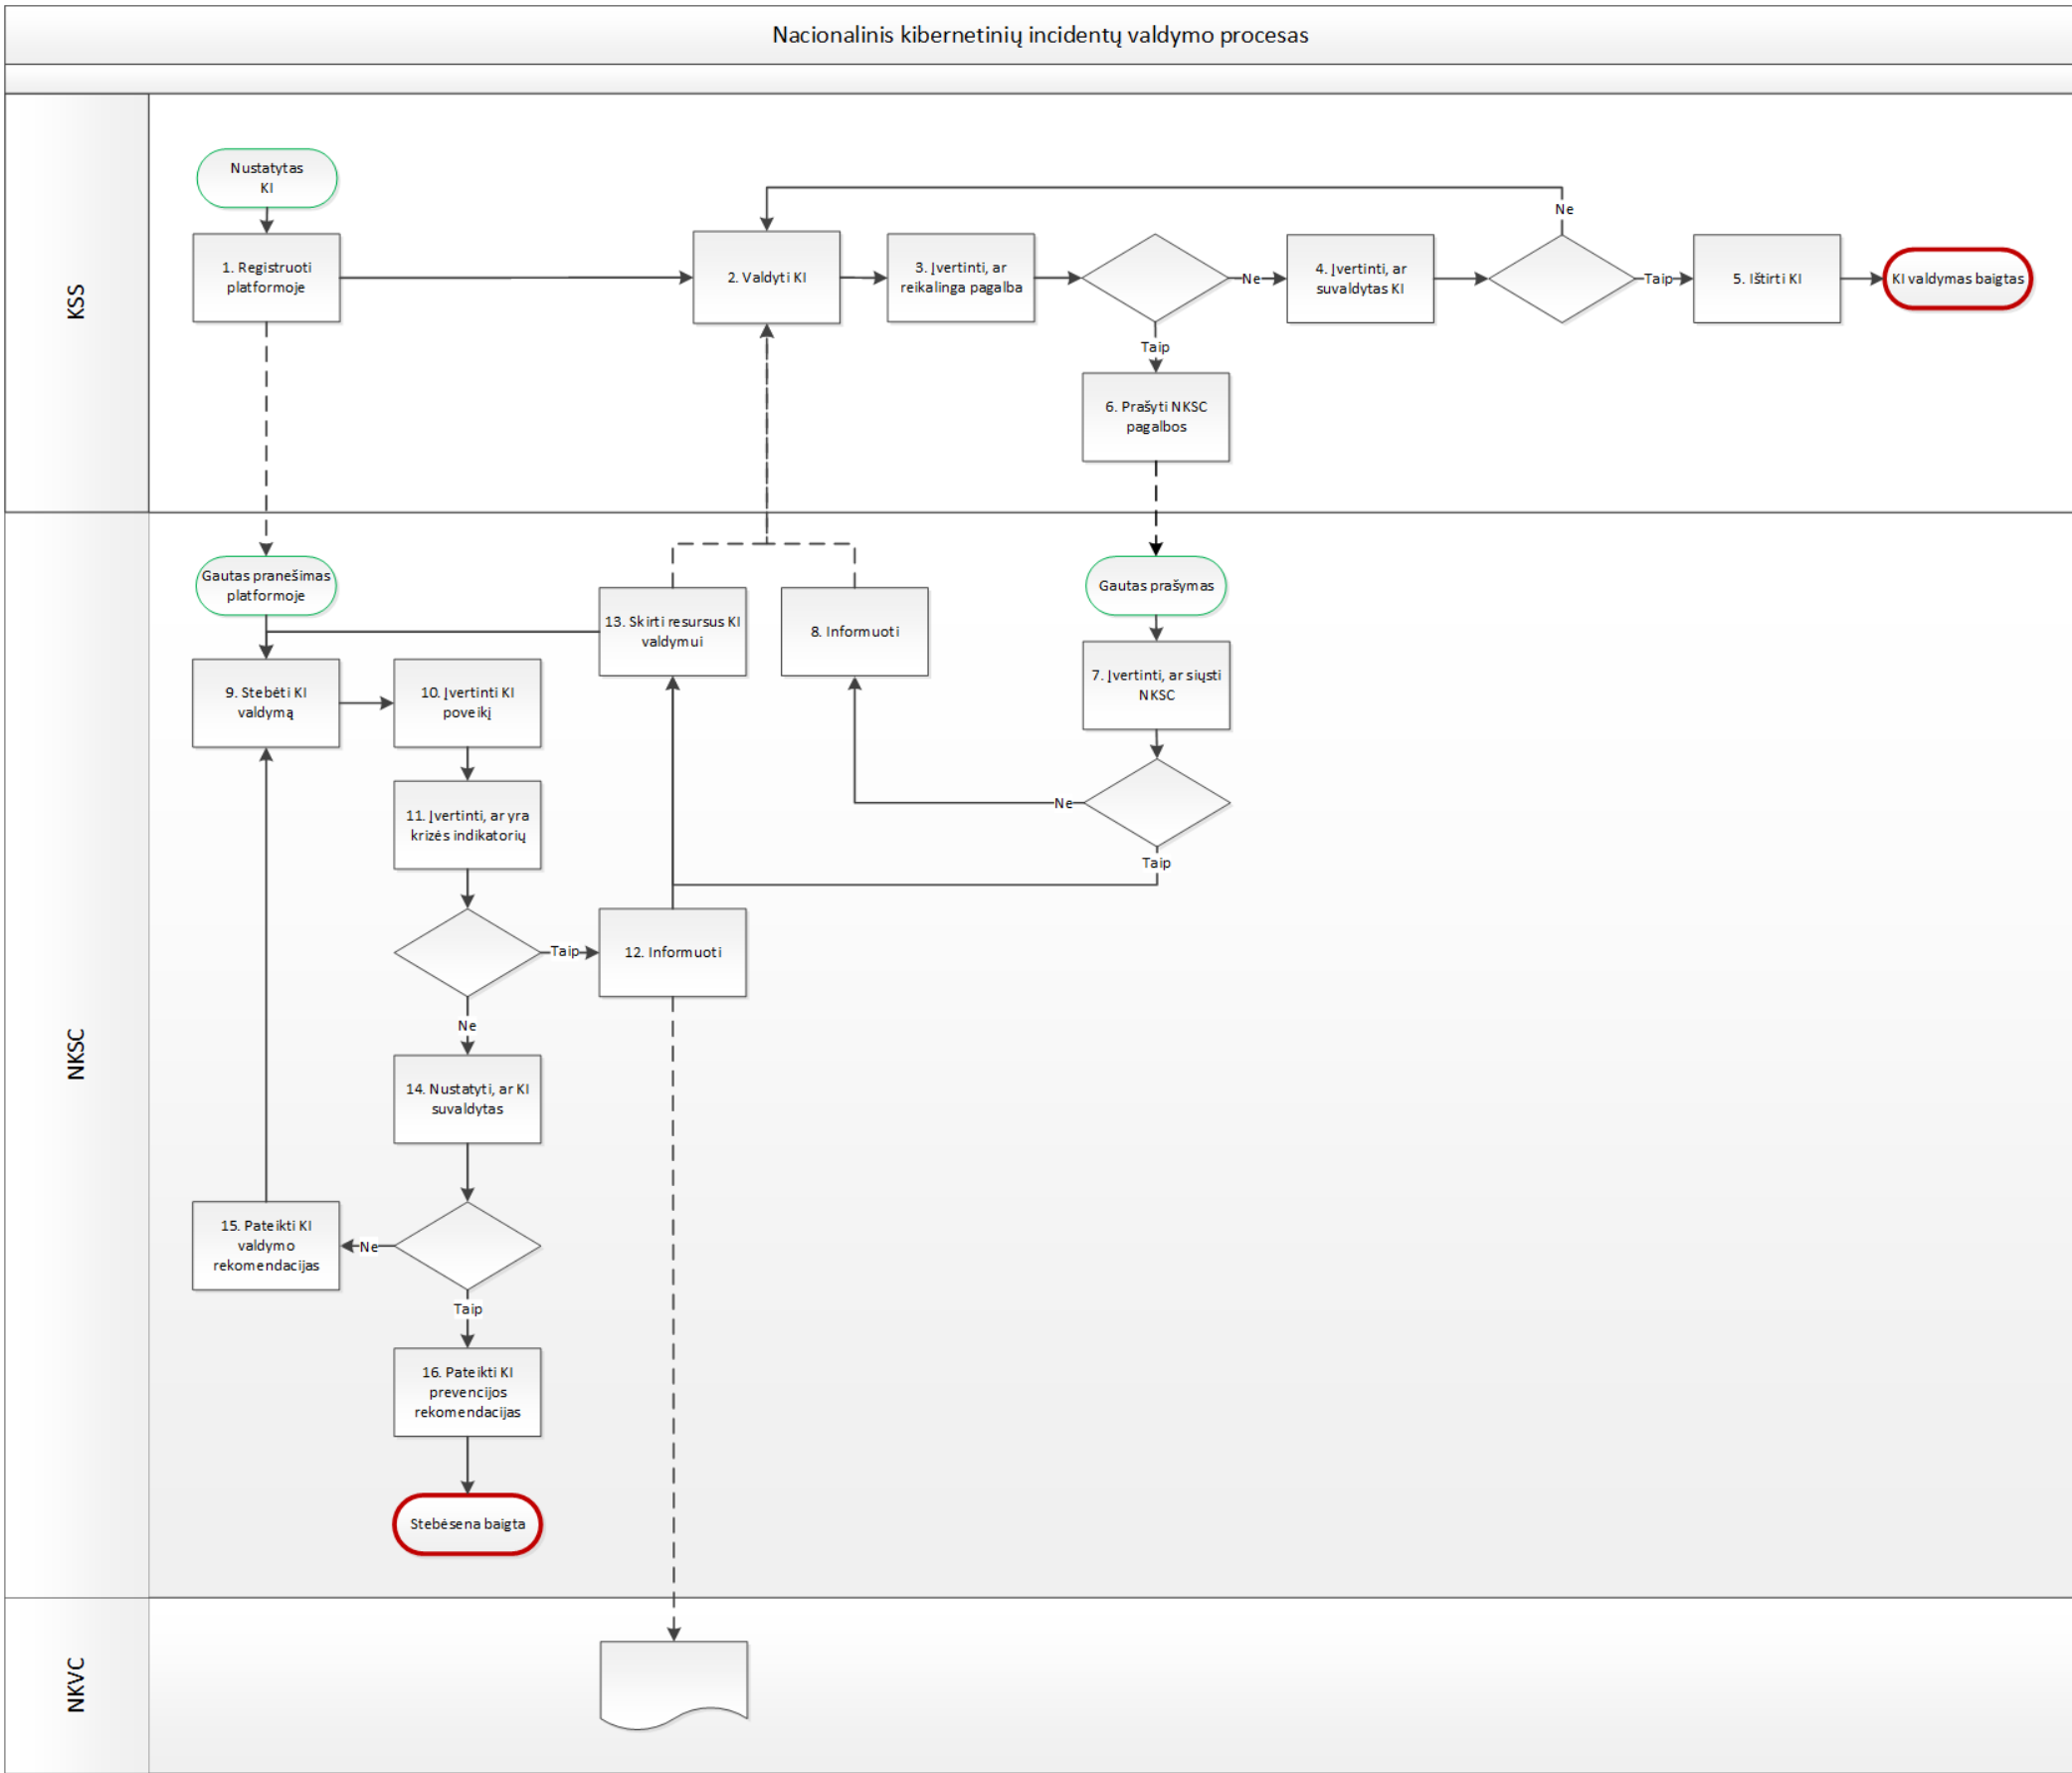 Nacionalinis kibernetinių incidentų valdymo procesas
KSS
Nustatytas
KI
Ne
1. Registruoti
platformoje
2. Valdyti KI
3. Įvertinti, ar
reikalinga pagalba
Ne
4. Įvertinti, ar
suvaldytas KI
Taip
5. Ištirti KI
KI valdymas baigtas
Taip
6. Prašyti NKSC
pagalbos
NKSC
Gautas pranešimas
platformoje
Gautas prašymas
13. Skirti resursus KI
valdymui
8. Informuoti
9. Stebėti KI
valdymą
10. Įvertinti KI
poveikį
7. Įvertinti, ar siųsti
NKSC
11. Įvertinti, ar yra
krizės indikatorių
Ne
Taip
Taip
12. Informuoti
Ne
14. Nustatyti, ar KI
suvaldytas
15. Pateikti KI
valdymo
rekomendacijas
Ne
Taip
16. Pateikti KI
prevencijos
rekomendacijas
Stebėsena baigta
NKVC